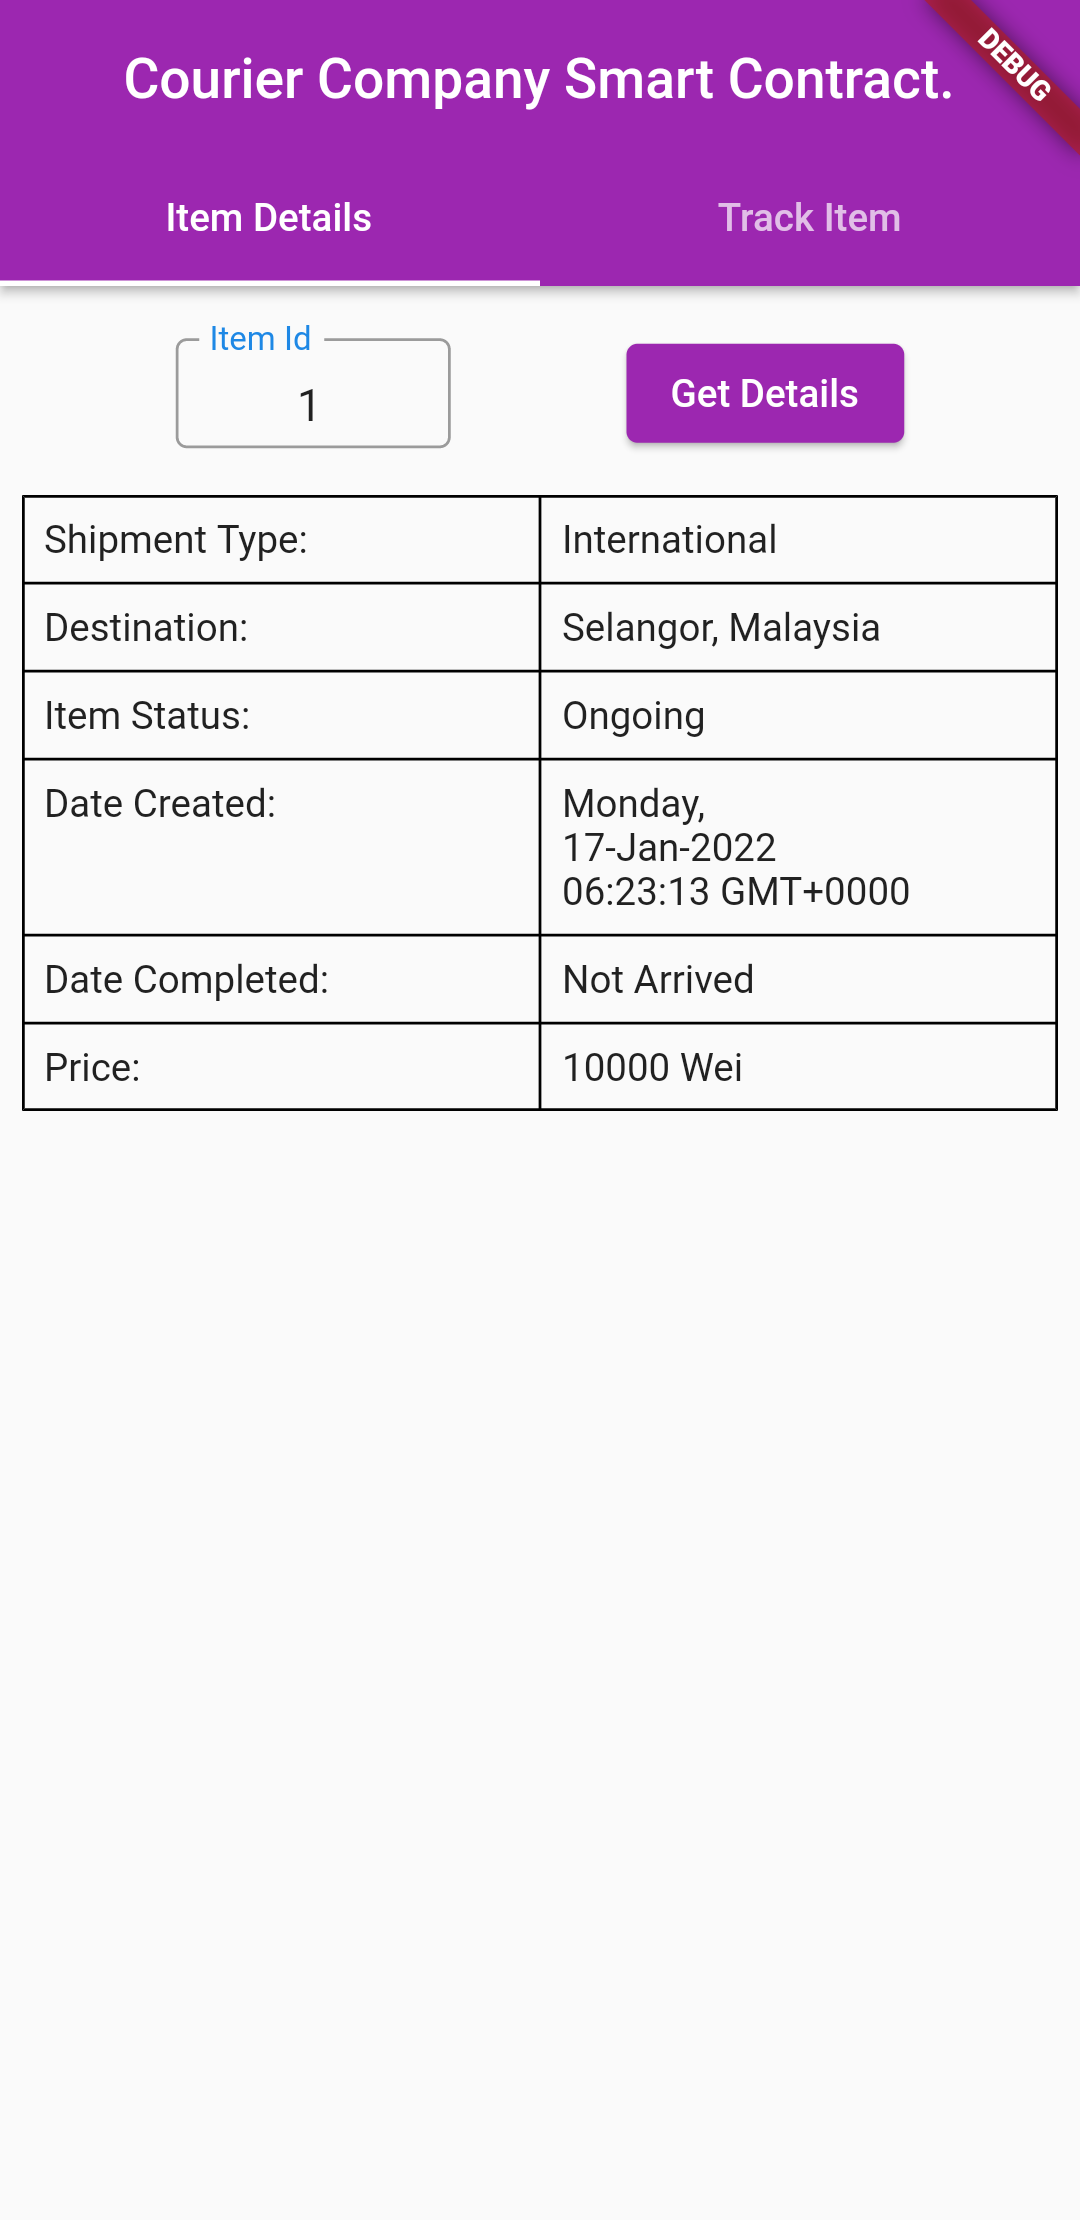 Courier Company Smart Contract.
DEBUG
Item Details
Track Item
Item Id
1
Get Details
Shipment Type:
International
Destination:
Selangor, Malaysia
Item Status:
Ongoing
Date Created:
Monday,
17-Jan-2022
06:23:13 GMT+0000
Date Completed:
Not Arrived
Price:
10000 Wei